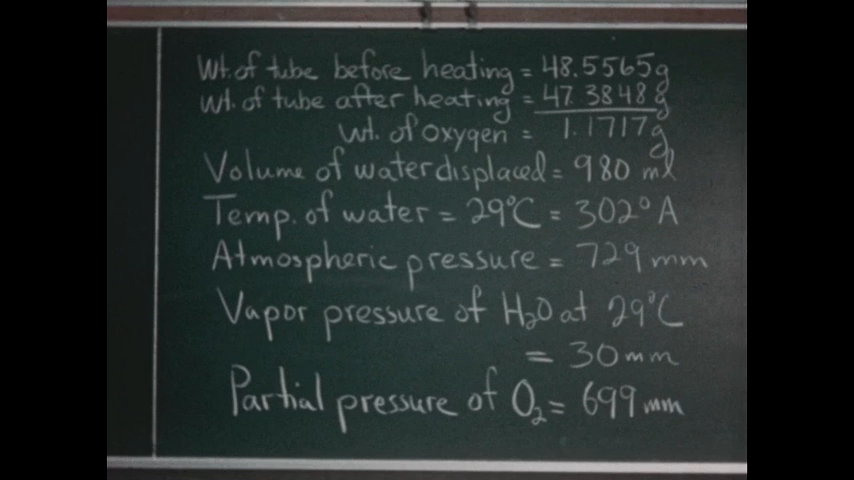 Wt. of tube before heating = 48.5565g
Wt. of tube after heating = 47.3848g
Wt. of oxygen = 1.1717g
Volume of water displaced = 980 ml
Temp. of water = 29°C = 302°A
Atmospheric pressure = 729 mm
Vapor pressure of H₂O at 29°C
= 30 mm
Partial pressure of O₂ = 699 mm